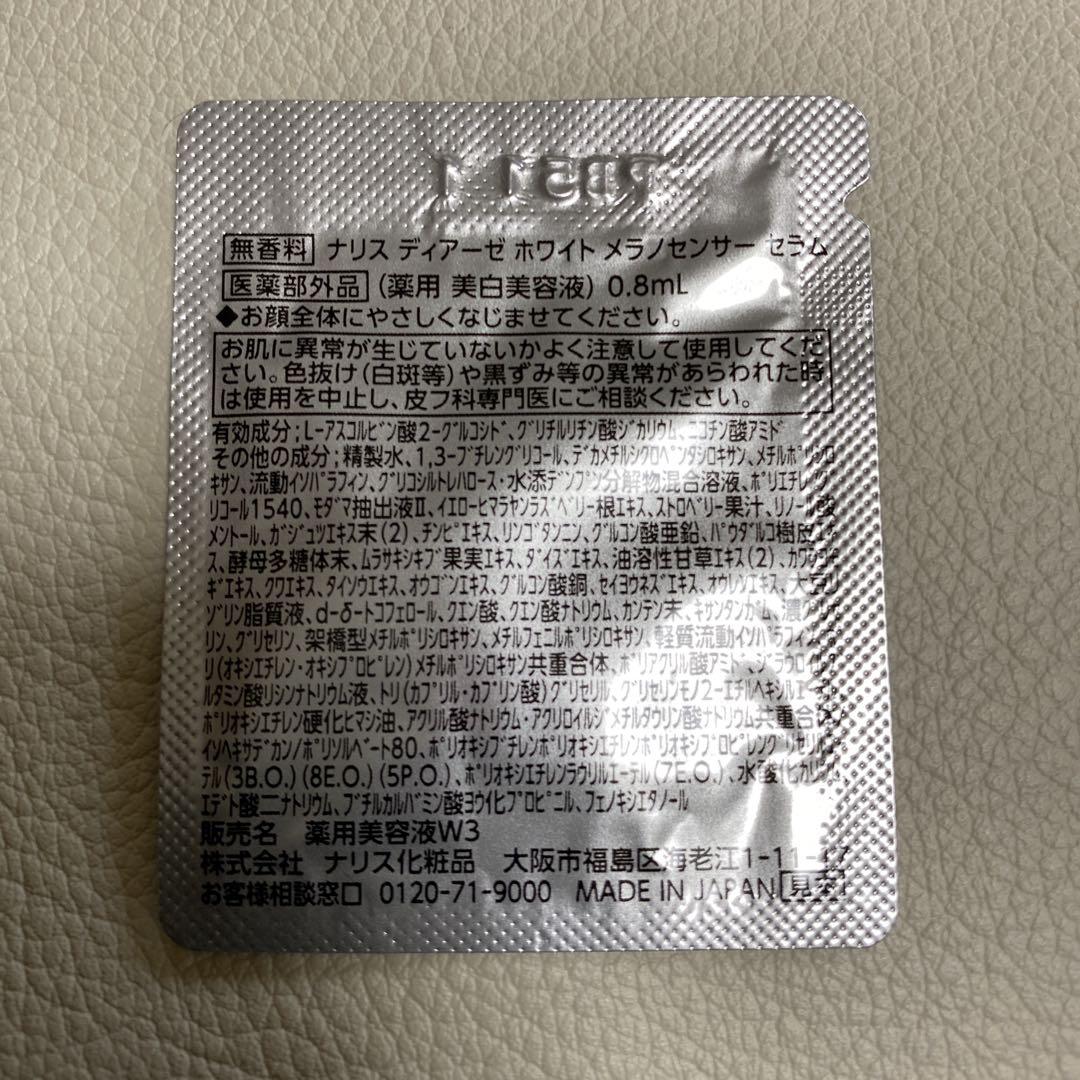 無香料 ナリス ディアーゼ ホワイト メラノセンサー セラム
医薬部外品 (薬用 美白美容液) 0.8mL
◆お顔全体にやさしくなじませてください。
お肌に異常が生じていないかよく注意して使用してくだ
さい。色抜け(白斑等)や黒ずみ等の異常があらわれた時
は使用を中止し、皮フ科専門医にご相談ください。
有効成分;L-アスコルビン酸2-グルコシド、グリチルリチン酸ジカリウム、ニコチン酸アミド
その他の成分;精製水、1,3-ブチレングリコール、デカメチルシクロペンタシロキサン、メチルポリシロ
キサン、流動イソパラフィン、グリコシルトレハロース・水添デンプン分解物混合溶液、ポリエチレング
リコール1540、モダマ抽出液Ⅱ、イエローヒマラヤンラズベリー根エキス、ストロベリー果汁、リノール酸
メントール、ガジュツエキス末(2)、チンピエキス、リンゴタンニン、グルコン酸亜鉛、パウダルコ樹皮エキ
ス、酵母多糖体末、ムラサキシキブ果実エキス、ダイズエキス、油溶性甘草エキス(2)、カワラヨモ
ギエキス、クワエキス、タイソウエキス、オウゴンエキス、グルコン酸銅、セイヨウネズエキス、オウレンエキス、大豆リ
ゾリン脂質液、d-δ-トコフェロール、クエン酸、クエン酸ナトリウム、カンテン末、キサンタンガム、濃グリセ
リン、グリセリン、架橋型メチルポリシロキサン、メチルフェニルポリシロキサン、軽質流動イソパラフィン、ポ
リ(オキシエチレン・オキシプロピレン)メチルポリシロキサン共重合体、ポリアクリル酸アミド、ジラウロイルグ
ルタミン酸リシンナトリウム液、トリ(カプリル・カプリン酸)グリセリル、グリセリンモノ2-エチルヘキシルエーテル
ポリオキシエチレン硬化ヒマシ油、アクリル酸ナトリウム・アクリロイルジメチルタウリン酸ナトリウム共重合体/
イソヘキサデカン/ポリソルベート80、ポリオキシブチレンポリオキシエチレンポリオキシプロピレングリセリルエー
テル(3B.O.)(8E.O.)(5P.O.)、ポリオキシエチレンラウリルエーテル(7E.O.)、水酸化カリウム
エデト酸二ナトリウム、ブチルカルバミン酸ヨウ化プロピニル、フェノキシエタノール
販売名 薬用美容液W3
株式会社 ナリス化粧品 大阪市福島区海老江1-11-17
お客様相談窓口 0120-71-9000 MADE IN JAPAN 見本